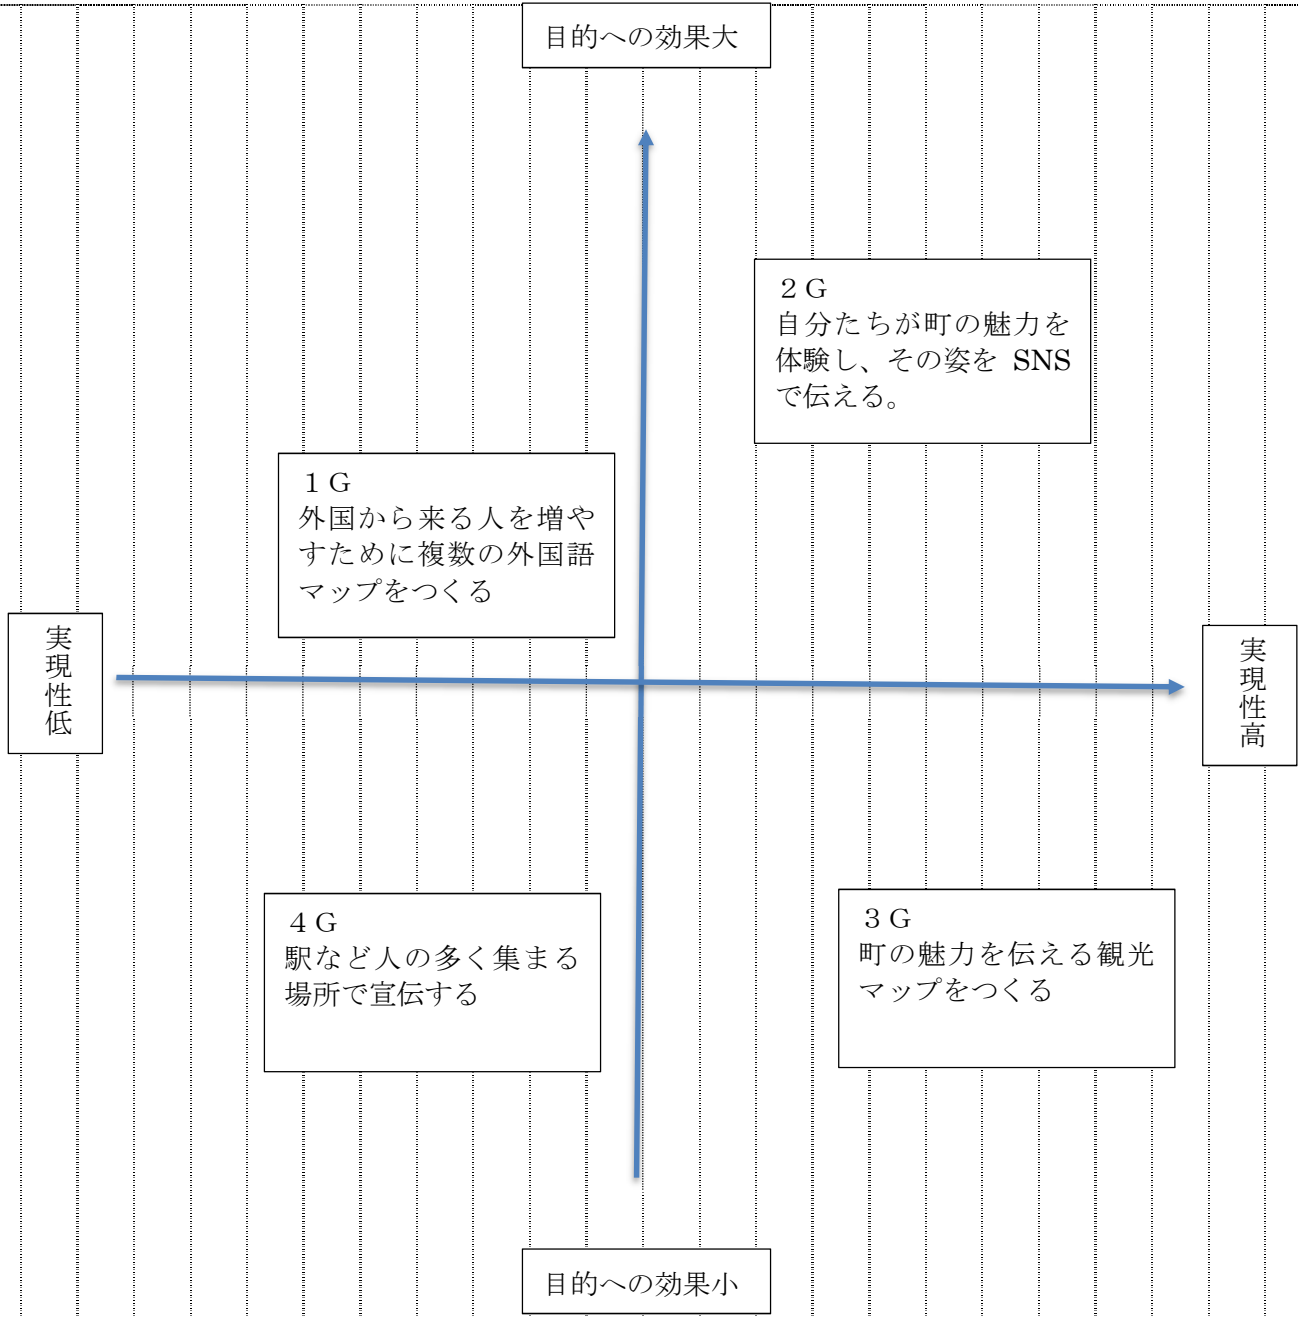 目的への効果大
２Ｇ
自分たちが町の魅力を
体験し、その姿を SNS
で伝える。
１Ｇ
外国から来る人を増や
すために複数の外国語
マップをつくる
実現性低
実現性高
４Ｇ
駅など人の多く集まる
場所で宣伝する
３Ｇ
町の魅力を伝える観光
マップをつくる
目的への効果小